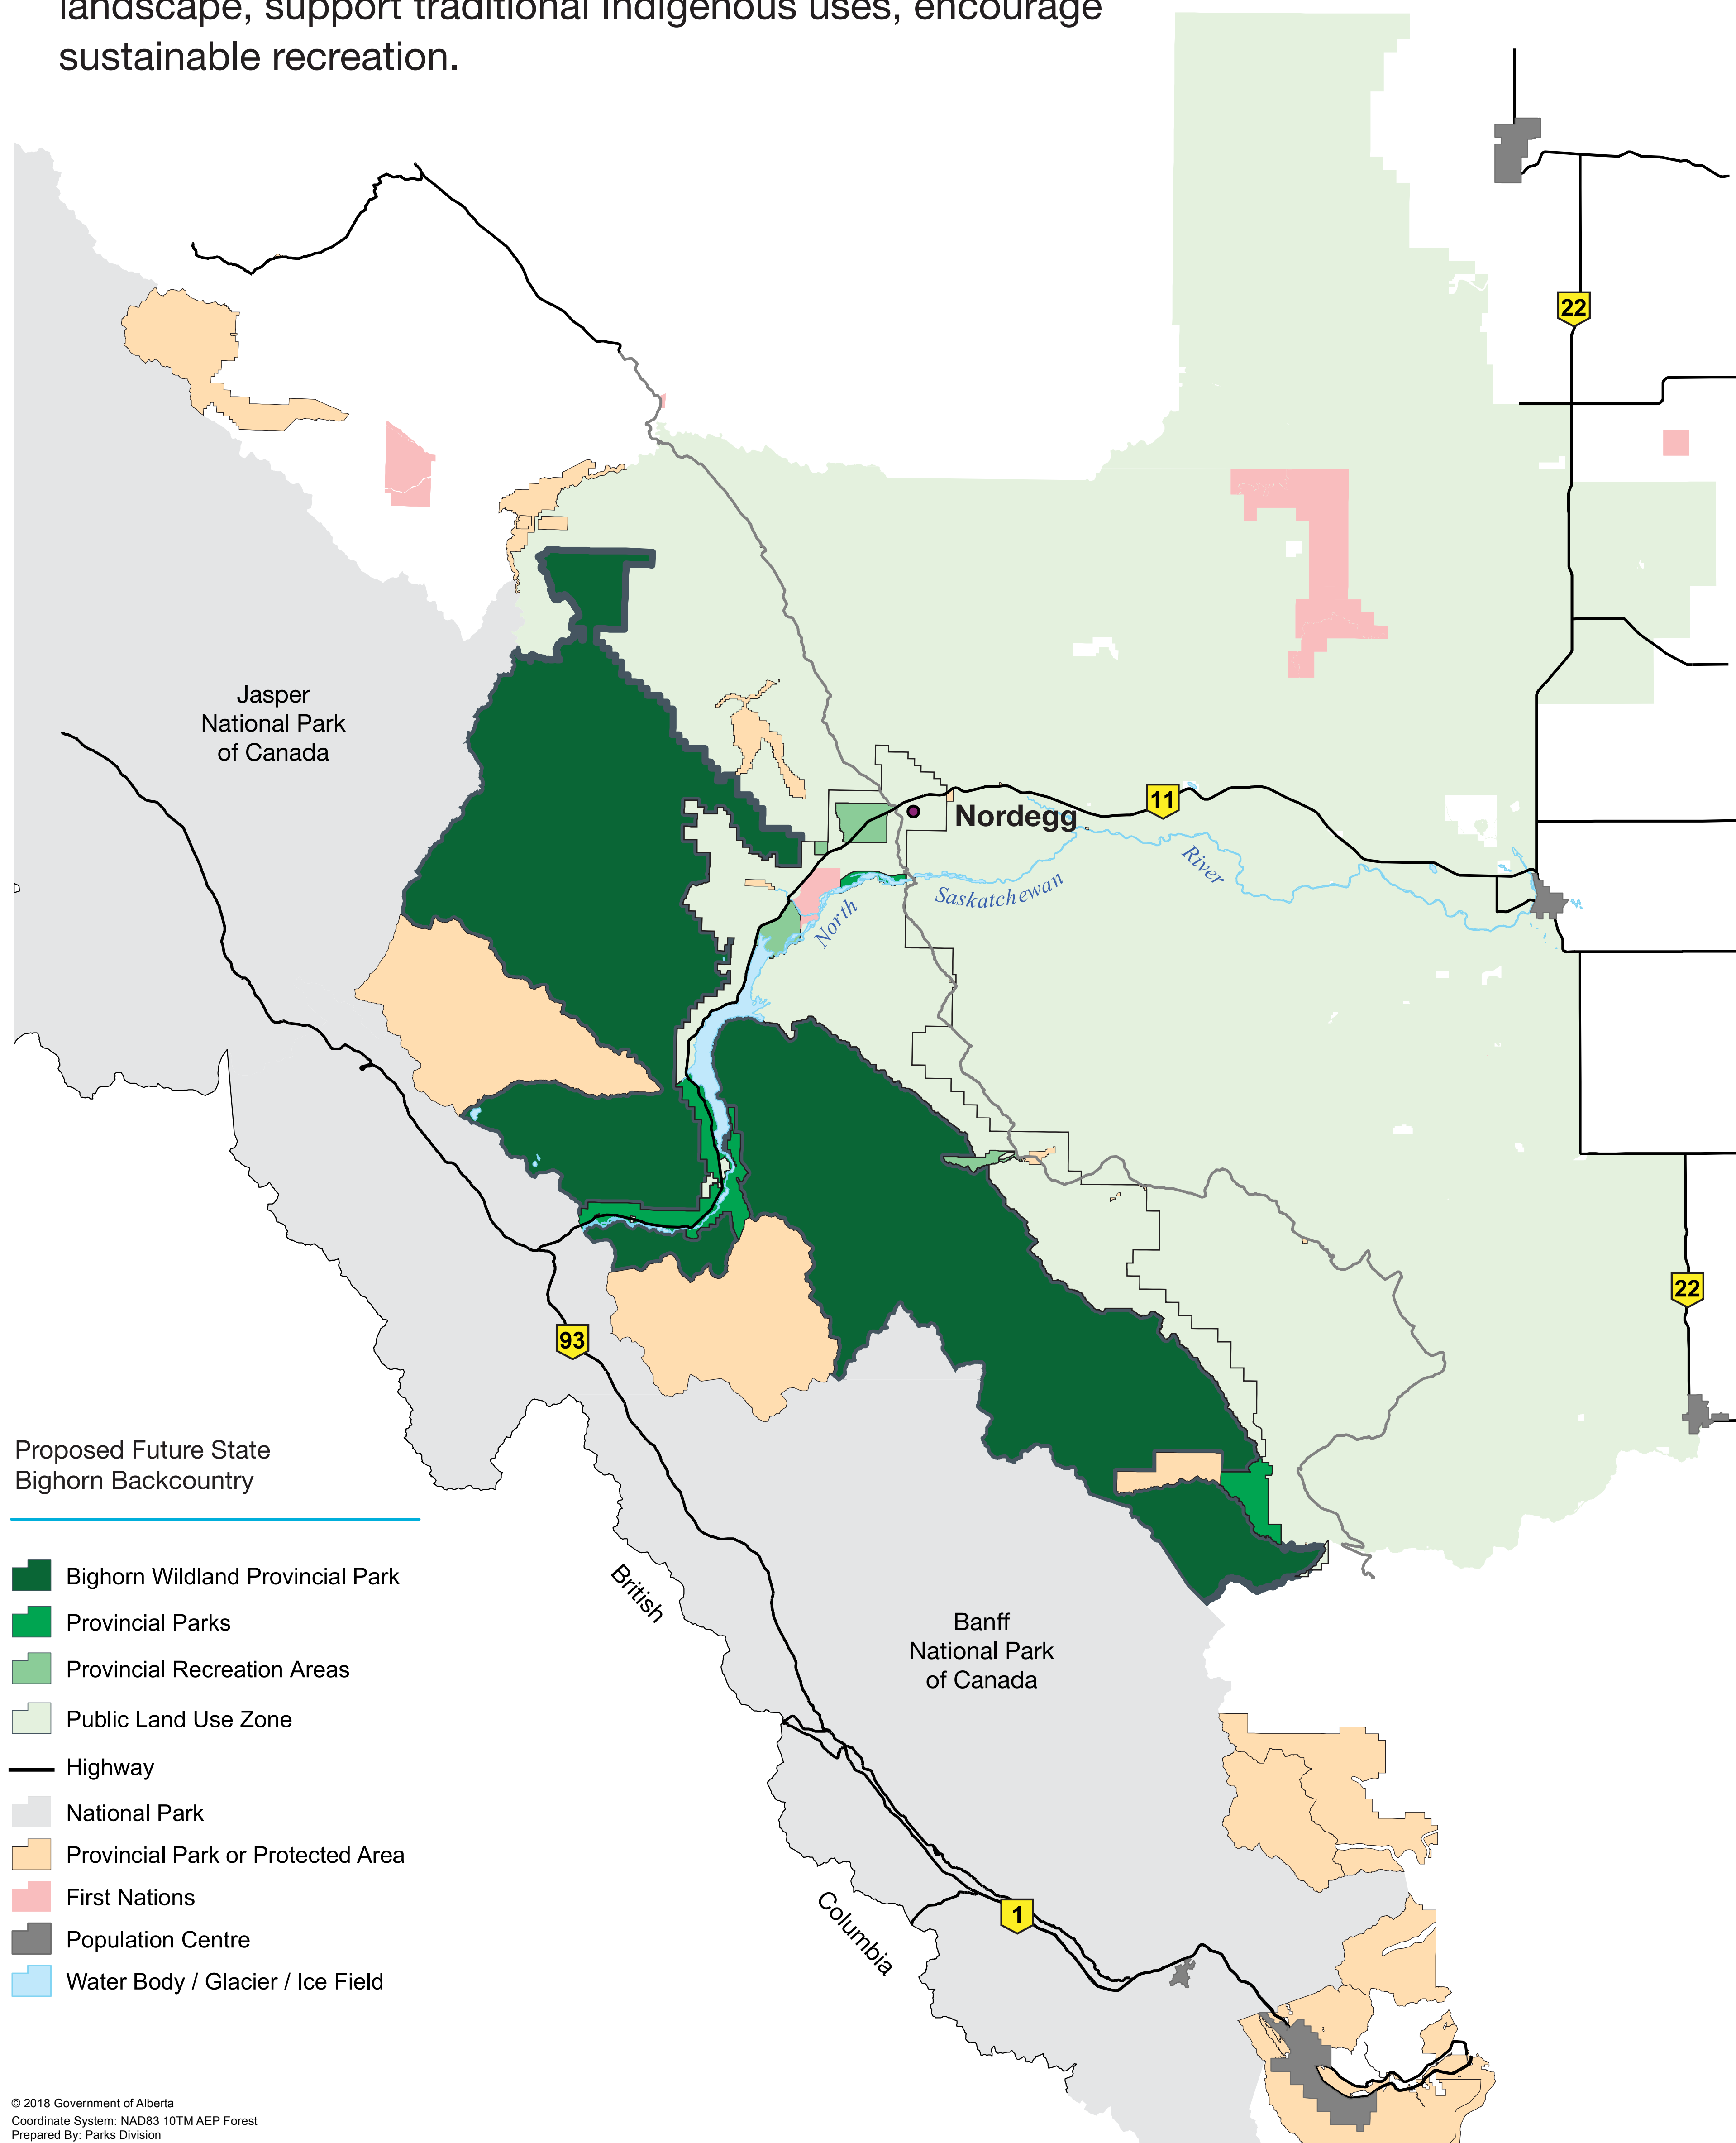 landscape, support traditional Indigenous uses, encourage
sustainable recreation.
22
Jasper
National Park
of Canada
11
Nordegg
River
Saskatchewan
North
22
93
Proposed Future State
Bighorn Backcountry
Bighorn Wildland Provincial Park
Provincial Parks
Provincial Recreation Areas
Public Land Use Zone
Highway
National Park
Provincial Park or Protected Area
First Nations
Population Centre
Water Body / Glacier / Ice Field
British
Columbia
Banff
National Park
of Canada
1
© 2018 Government of Alberta
Coordinate System: NAD83 10TM AEP Forest
Prepared By: Parks Division